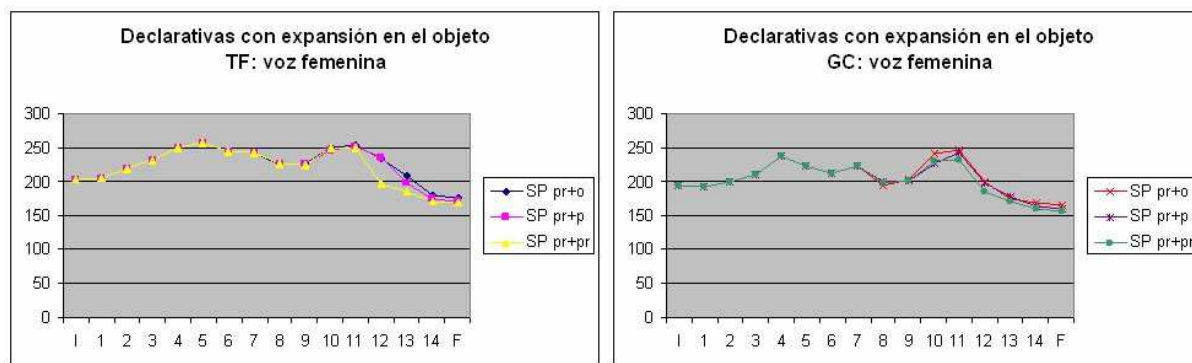 Declarativas con expansión en el objeto
TF: voz femenina
300
250
200
150
100
50
0
I 1 2 3 4 5 6 7 8 9 10 11 12 13 14 F
SP pr+o
SP pr+p
SP pr+pr
Declarativas con expansión en el objeto
GC: voz femenina
300
250
200
150
100
50
0
I 1 2 3 4 5 6 7 8 9 10 11 12 13 14 F
SP pr+o
SP pr+p
SP pr+pr